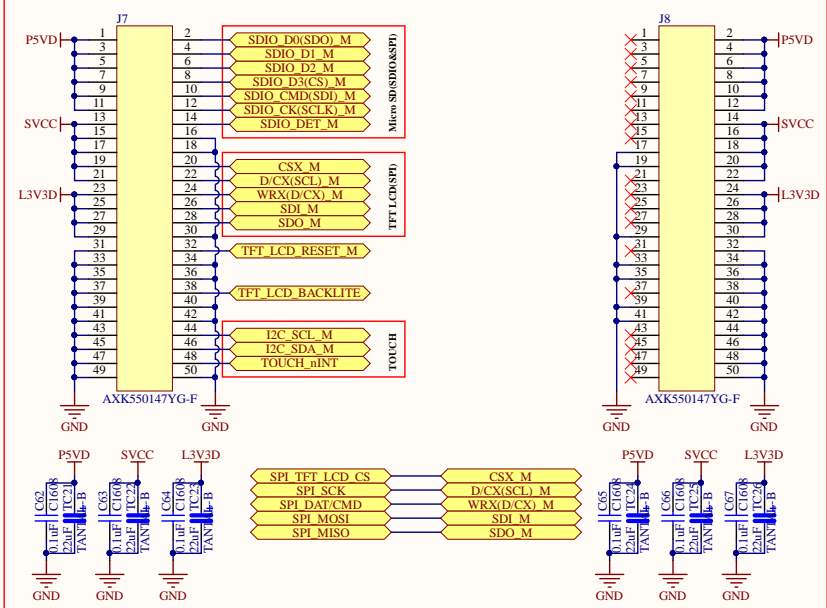 J7
J8
P5VD
SVCC
L3V3D
1
3
5
7
9
11
13
15
17
19
21
23
25
27
29
31
33
35
37
39
41
43
45
47
49
2
4
6
8
10
12
14
16
18
20
22
24
26
28
30
32
34
36
38
40
42
44
46
48
50
SDIO_D0(SDO)_M
SDIO_D1_M
SDIO_D2_M
SDIO_D3(CS)_M
SDIO_CMD(SDI)_M
SDIO_CK(SCLK)_M
SDIO_DET_M
Micro SD(SDIO&SPI)
CSX_M
D/CX(SCL)_M
WRX(D/CX)_M
SDI_M
SDO_M
TFT LCD(SPI)
TFT_LCD_RESET_M
TFT_LCD_BACKLITE
I2C_SCL_M
I2C_SDA_M
TOUCH_nINT
TOUCH
AXK550147YG-F
GND
GND
1
3
5
7
9
11
13
15
17
19
21
23
25
27
29
31
33
35
37
39
41
43
45
47
49
2
4
6
8
10
12
14
16
18
20
22
24
26
28
30
32
34
36
38
40
42
44
46
48
50
P5VD
SVCC
L3V3D
AXK550147YG-F
GND
GND
P5VD
SVCC
L3V3D
C62
0.1uF
C1608
TC21
22uF
C63
0.1uF
C1608
TC22
22uF
C64
0.1uF
C1608
TC23
22uF
GND
GND
GND
SPI_TFT_LCD_CS
CSX_M
SPI_SCK
D/CX(SCL)_M
SPI_DAT/CMD
WRX(D/CX)_M
SPI_MOSI
SDI_M
SPI_MISO
SDO_M
P5VD
SVCC
L3V3D
C65
0.1uF
C1608
TC24
22uF
C66
0.1uF
C1608
TC25
22uF
C67
0.1uF
C1608
TC26
22uF
GND
GND
GND